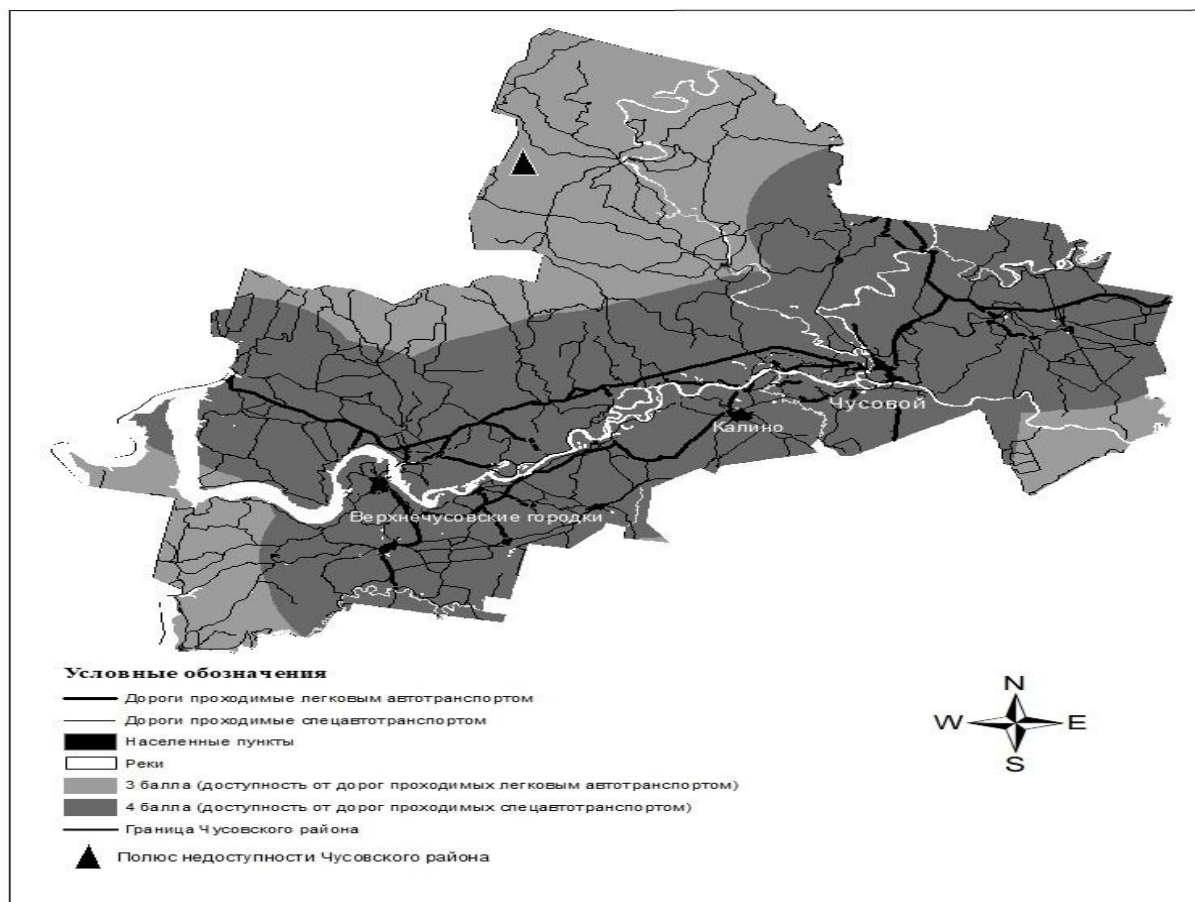 Чусовой
Калино
Верхнечусовские городки
Условные обозначения
Дороги проходимые легковым автотранспортом
Дороги проходимые спецавтотранспортом
Населенные пункты
Реки
3 балла (доступность от дорог проходимых легковым автотранспортом)
4 балла (доступность от дорог проходимых спецавтотранспортом)
Граница Чусовского района
Полюс недоступности Чусовского района
N
W E
S